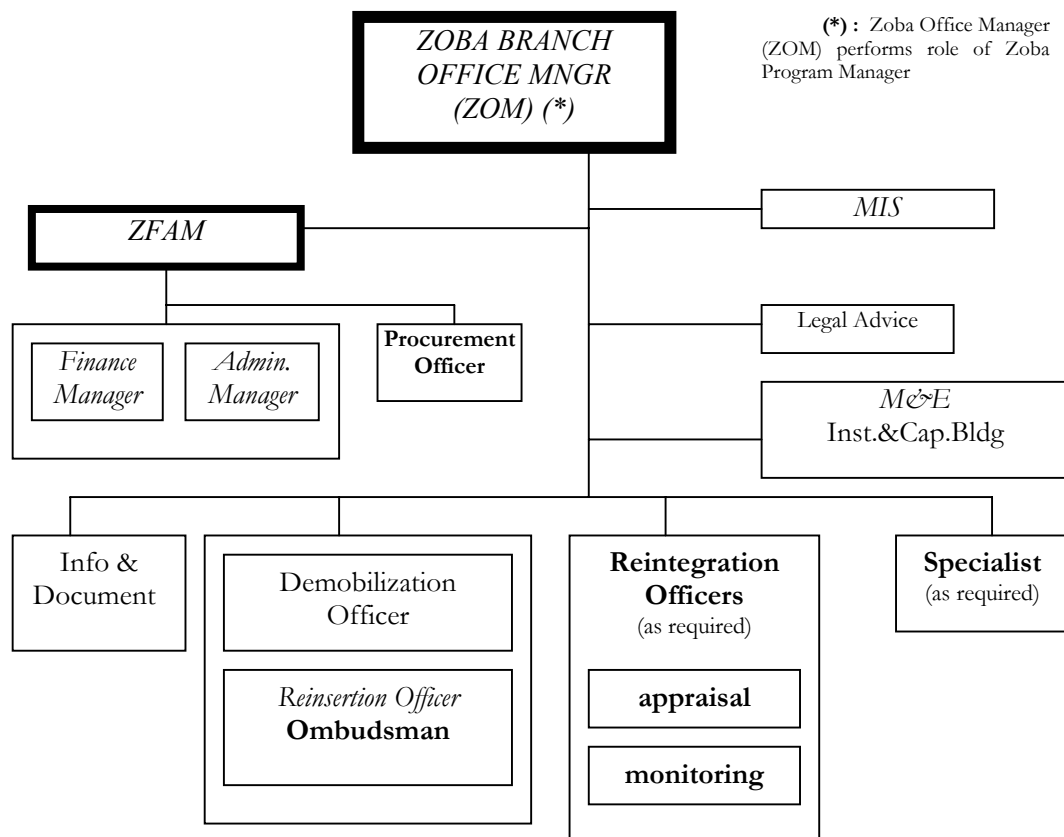 ZOBA BRANCH
OFFICE MNGR
(ZOM) (*)
(*) : Zoba Office Manager
(ZOM) performs role of Zoba
Program Manager
MIS
ZFAM
Legal Advice
Procurement
Officer
Finance
Manager
Admin.
Manager
M&E
Inst.&Cap.Bldg
Info &
Document
Demobilization
Officer
Reinsertion Officer
Ombudsman
Reintegration
Officers
(as required)
appraisal
monitoring
Specialist
(as required)